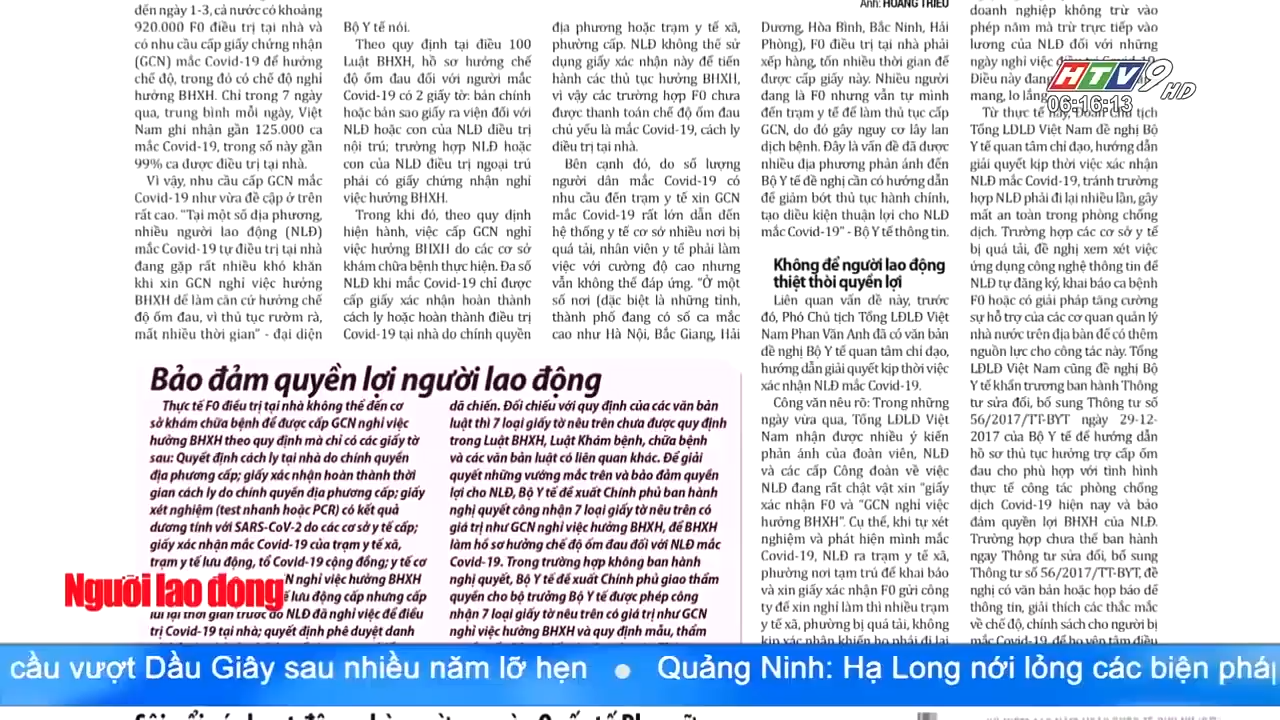 đến ngày 1-3, cả nước có khoảng
920.000 F0 điều trị tại nhà và
có nhu cầu cấp giấy chứng nhận
(GCN) mắc Covid-19 để hưởng
chế độ, trong đó có chế độ nghỉ
hưởng BHXH. Chỉ trong 7 ngày
qua, trung bình mỗi ngày, Việt
Nam ghi nhận gần 125.000 ca
mắc Covid-19, trong số này gần
99% ca được điều trị tại nhà.
Vì vậy, nhu cầu cấp GCN mắc
Covid-19 như vừa đề cập ở trên
rất cao. "Tại một số địa phương,
nhiều người lao động (NLĐ)
mắc Covid-19 tự điều trị tại nhà
đang gặp rất nhiều khó khăn
khi xin GCN nghỉ việc hưởng
BHXH để làm căn cứ hưởng chế
độ ốm đau, vì thủ tục rườm rà,
mất nhiều thời gian" - đại diện
Bộ Y tế nói.
Theo quy định tại điều 100
Luật BHXH, hồ sơ hưởng chế
độ ốm đau đối với người mắc
Covid-19 có 2 giấy tờ: bản chính
hoặc bản sao giấy ra viện đối với
NLĐ hoặc con của NLĐ điều trị
nội trú; trường hợp NLĐ hoặc
con của NLĐ điều trị ngoại trú
phải có giấy chứng nhận nghỉ
việc hưởng BHXH.
Trong khi đó, theo quy định
hiện hành, việc cấp GCN nghỉ
việc hưởng BHXH do các cơ sở
khám chữa bệnh thực hiện. Đa số
NLĐ khi mắc Covid-19 chỉ được
cấp giấy xác nhận hoàn thành
cách ly hoặc hoàn thành điều trị
Covid-19 tại nhà do chính quyền
địa phương hoặc trạm y tế xã,
phường cấp. NLĐ không thể sử
dụng giấy xác nhận này để tiến
hành các thủ tục hưởng BHXH,
vì vậy các trường hợp F0 chưa
được thanh toán chế độ ốm đau
chủ yếu là mắc Covid-19, cách ly
điều trị tại nhà.
Bên cạnh đó, do số lượng
người dân mắc Covid-19 có
nhu cầu đến trạm y tế xin GCN
mắc Covid-19 rất lớn dẫn đến
hệ thống y tế cơ sở nhiều nơi bị
quá tải, nhân viên y tế phải làm
việc với cường độ cao nhưng
vẫn không thể đáp ứng. "Ở một
số nơi (đặc biệt là những tỉnh,
thành phố đang có số ca mắc
cao như Hà Nội, Bắc Giang, Hải
Ảnh: HOÀNG TRIỀU
Dương, Hòa Bình, Bắc Ninh, Hải
Phòng), F0 điều trị tại nhà phải
xếp hàng, tốn nhiều thời gian để
được cấp giấy này. Nhiều người
đang là F0 nhưng vẫn tự mình
đến trạm y tế để làm thủ tục cấp
GCN, do đó gây nguy cơ lây lan
dịch bệnh. Đây là vấn đề đã được
nhiều địa phương phản ánh đến
Bộ Y tế đề nghị cần có hướng dẫn
để giảm bớt thủ tục hành chính,
tạo điều kiện thuận lợi cho NLĐ
mắc Covid-19" - Bộ Y tế thông tin.
Không để người lao động
thiệt thòi quyền lợi
Liên quan vấn đề này, trước
đó, Phó Chủ tịch Tổng LĐLĐ Việt
Nam Phan Văn Anh đã có văn bản
đề nghị Bộ Y tế quan tâm chỉ đạo,
hướng dẫn giải quyết kịp thời việc
xác nhận NLĐ mắc Covid-19.
Công văn nêu rõ: Trong những
ngày vừa qua, Tổng LĐLĐ Việt
Nam nhận được nhiều ý kiến
phản ánh của đoàn viên, NLĐ
và các cấp Công đoàn về việc
NLĐ đang rất chật vật xin "giấy
xác nhận F0 và "GCN nghỉ việc
hưởng BHXH". Cụ thể, khi tự xét
nghiệm và phát hiện mình mắc
Covid-19, NLĐ ra trạm y tế xã,
phường nơi tạm trú để khai báo
và xin giấy xác nhận F0 gửi công
ty để xin nghỉ làm thì nhiều trạm
y tế xã, phường bị quá tải, không
kịp xác nhận khiến họ phải đi lại
doanh nghiệp không trừ vào
phép năm mà trừ trực tiếp vào
lương của NLĐ đối với những
ngày nghỉ việc điều trị Covid-19.
Điều này đang
mang, lo lắng
Từ thực tế này, Đoàn Chủ tịch
Tổng LĐLĐ Việt Nam đề nghị Bộ
Y tế quan tâm chỉ đạo, hướng dẫn
giải quyết kịp thời việc xác nhận
NLĐ mắc Covid-19, tránh trường
hợp NLĐ phải đi lại nhiều lần, gây
mất an toàn trong phòng chống
dịch. Trường hợp các cơ sở y tế
bị quá tải, đề nghị xem xét việc
ứng dụng công nghệ thông tin để
NLĐ tự đăng ký, khai báo ca bệnh
F0 hoặc có giải pháp tăng cường
sự hỗ trợ của các cơ quan quản lý
nhà nước trên địa bàn để có thêm
nguồn lực cho công tác này. Tổng
LĐLĐ Việt Nam cũng đề nghị Bộ
Y tế khẩn trương ban hành Thông
tư sửa đổi, bổ sung Thông tư số
56/2017/TT-BYT ngày 29-12-
2017 của Bộ Y tế để hướng dẫn
hồ sơ thủ tục hưởng trợ cấp ốm
đau cho phù hợp với tình hình
thực tế công tác phòng chống
dịch Covid-19 hiện nay và bảo
đảm quyền lợi BHXH của NLĐ.
Trường hợp chưa thể ban hành
ngay Thông tư sửa đổi, bổ sung
Thông tư số 56/2017/TT-BYT, đề
nghị có văn bản hoặc họp báo để
thông tin, giải thích các thắc mắc
về chế độ, chính sách cho người bị
mắc Covid-19, để họ yên tâm điều
Bảo đảm quyền lợi người lao động
Thực tế F0 điều trị tại nhà không thể đến cơ
sở khám chữa bệnh để được cấp GCN nghỉ việc
hưởng BHXH theo quy định mà chỉ có các giấy tờ
sau: Quyết định cách ly tại nhà do chính quyền
địa phương cấp; giấy xác nhận hoàn thành thời
gian cách ly do chính quyền địa phương cấp; giấy
xét nghiệm (test nhanh hoặc PCR) có kết quả
dương tính với SARS-CoV-2 do các cơ sở y tế cấp;
giấy xác nhận mắc Covid-19 của trạm y tế xã,
trạm y tế lưu động, tổ Covid-19 cộng đồng; y tế cơ
N nghỉ việc hưởng BHXH
ế lưu động cấp nhưng cấp
lùi lại thời gian trước do NLĐ đã nghỉ việc để điều
trị Covid-19 tại nhà; quyết định phê duyệt danh
dã chiến. Đối chiếu với quy định của các văn bản
luật thì 7 loại giấy tờ nêu trên chưa được quy định
trong Luật BHXH, Luật Khám bệnh, chữa bệnh
và các văn bản luật có liên quan khác. Để giải
quyết những vướng mắc trên và bảo đảm quyền
lợi cho NLĐ, Bộ Y tế đề xuất Chính phủ ban hành
nghị quyết công nhận 7 loại giấy tờ nêu trên có
giá trị như GCN nghỉ việc hưởng BHXH, để BHXH
làm hồ sơ hưởng chế độ ốm đau đối với NLĐ mắc
Covid-19. Trong trường hợp không ban hành
nghị quyết, Bộ Y tế đề xuất Chính phủ giao thẩm
quyền cho bộ trưởng Bộ Y tế được phép công
nhận 7 loại giấy tờ nêu trên có giá trị như GCN
nghỉ việc hưởng BHXH và quy định mẫu, thẩm
HTV9 HD
06:16:13
Người lao động
cầu vượt Dầu Giây sau nhiều năm lỡ hẹn • Quảng Ninh: Hạ Long nới lỏng các biện pháp